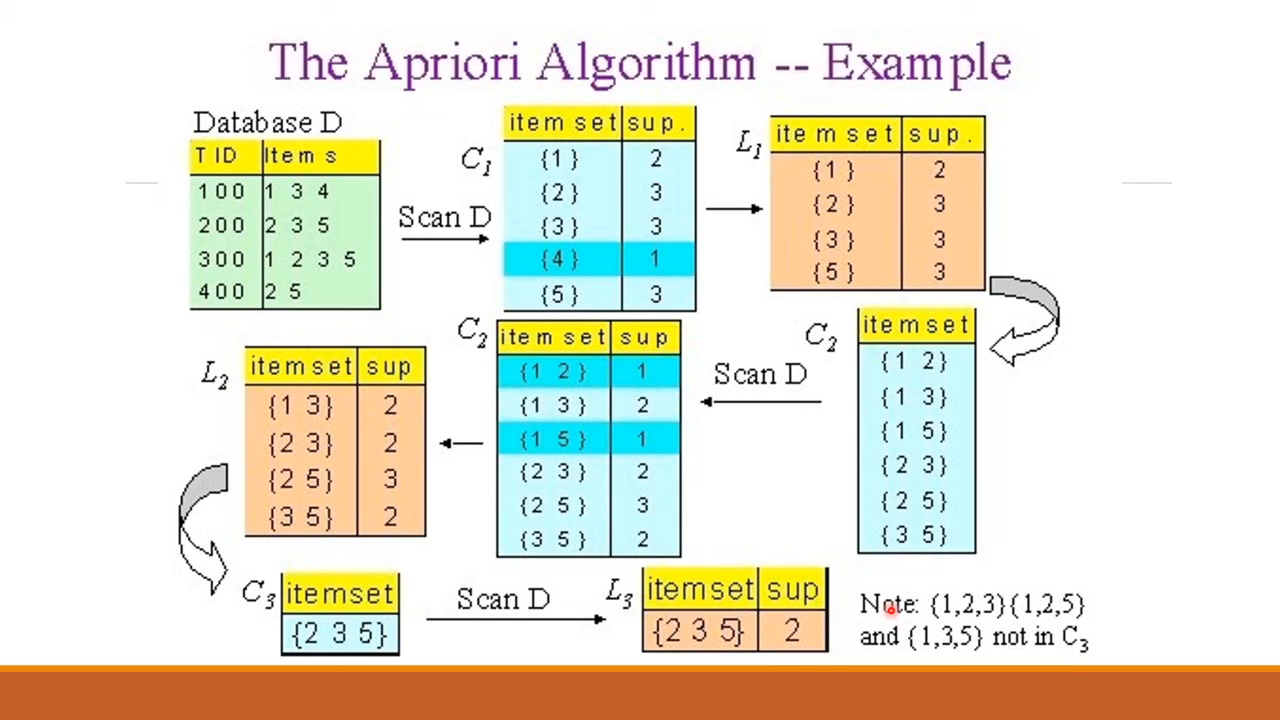 The Apriori Algorithm -- Example
Database D
TID Items
100 1 3 4
200 2 3 5
300 1 2 3 5
400 2 5
Scan D
C1
itemset sup.
{1} 2
{2} 3
{3} 3
{4} 1
{5} 3
L1
itemset sup.
{1} 2
{2} 3
{3} 3
{5} 3
C2
itemset
{1 2}
{1 3}
{1 5}
{2 3}
{2 5}
{3 5}
Scan D
C2
itemset sup
{1 2} 1
{1 3} 2
{1 5} 1
{2 3} 2
{2 5} 3
{3 5} 2
L2
itemset sup
{1 3} 2
{2 3} 2
{2 5} 3
{3 5} 2
C3
itemset
{2 3 5}
Scan D
L3
itemset sup
{2 3 5} 2
Note: {1,2,3}{1,2,5}
and {1,3,5} not in C3